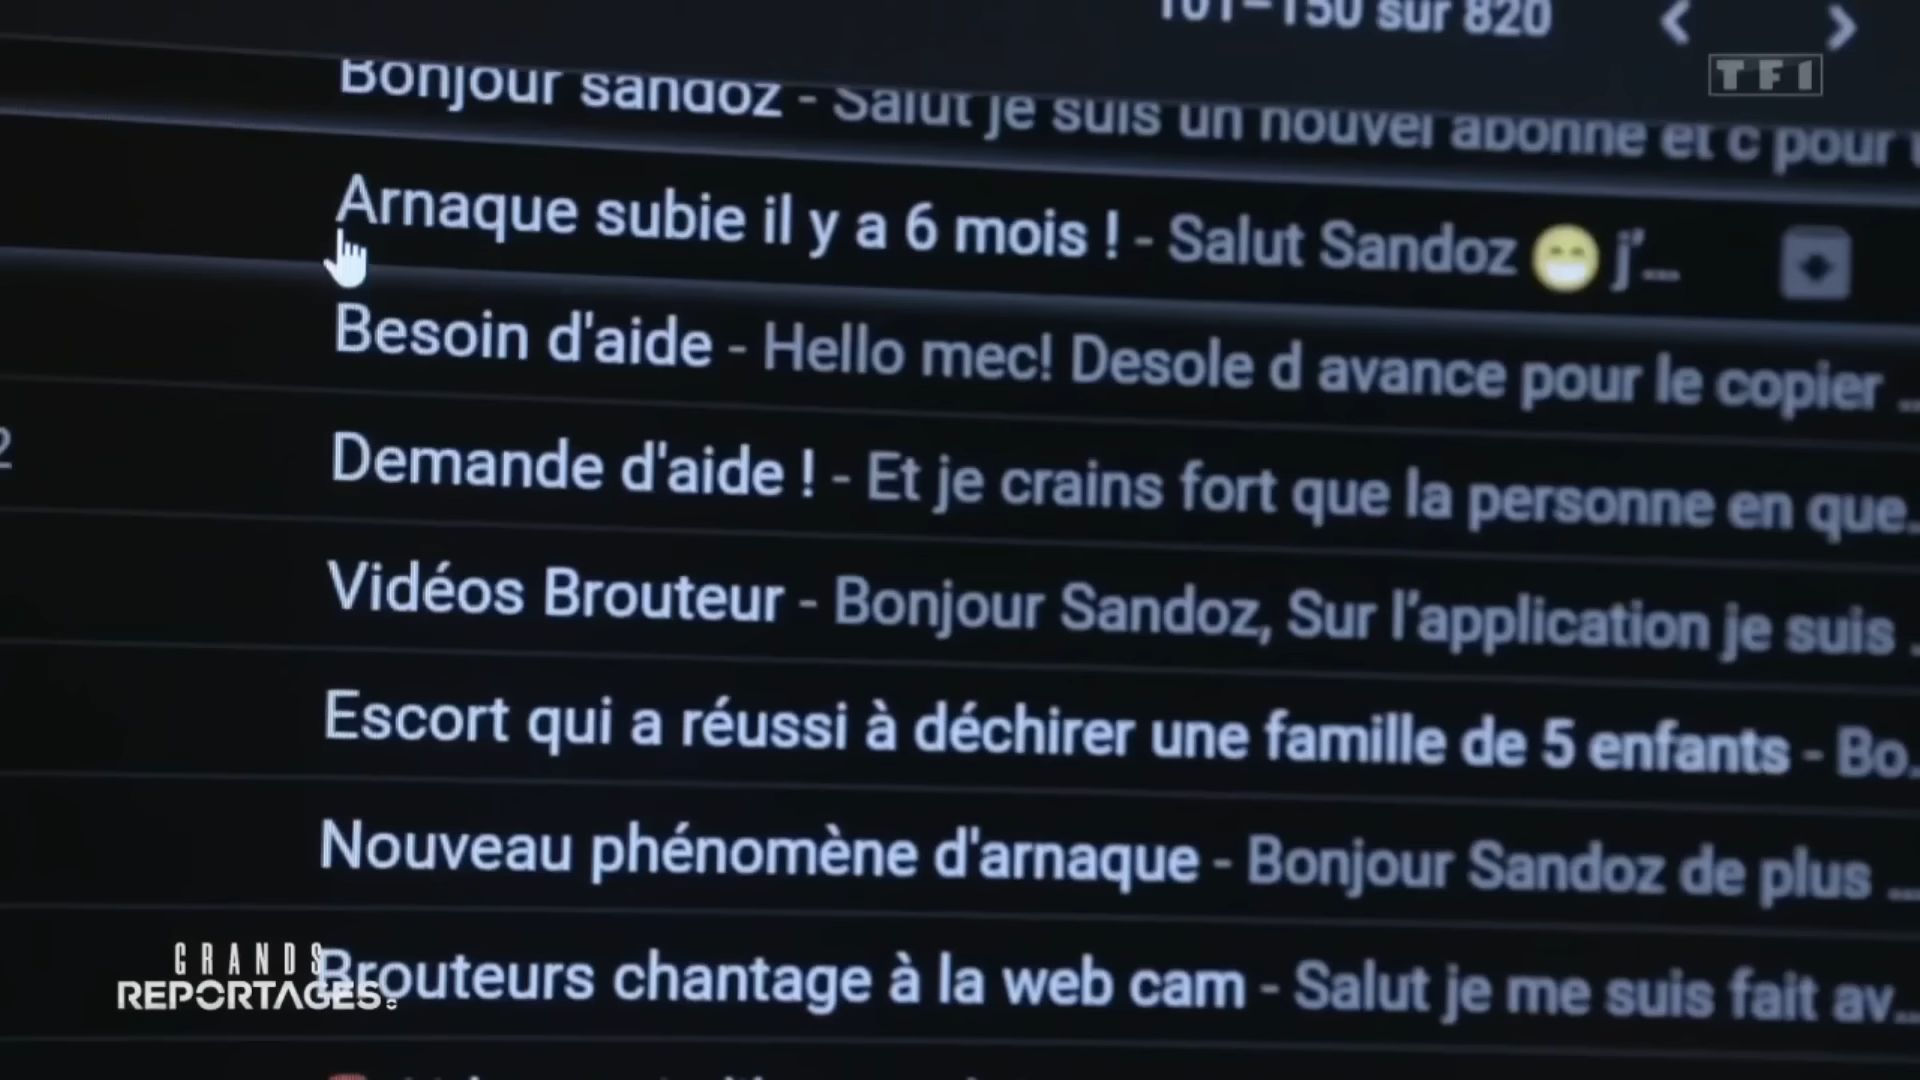 101–150 sur 820
TF1
Bonjour sandoz - Salut je suis un nouvel abonné et c pour
Arnaque subie il y a 6 mois ! - Salut Sandoz 😁 j'...
Besoin d'aide - Hello mec! Desole d avance pour le copier ...
2
Demande d'aide ! - Et je crains fort que la personne en que...
Vidéos Brouteur - Bonjour Sandoz, Sur l'application je suis ...
Escort qui a réussi à déchirer une famille de 5 enfants - Bo...
Nouveau phénomène d'arnaque - Bonjour Sandoz de plus ...
Brouteurs chantage à la web cam - Salut je me suis fait av...
GRANDS
REPORTAGES